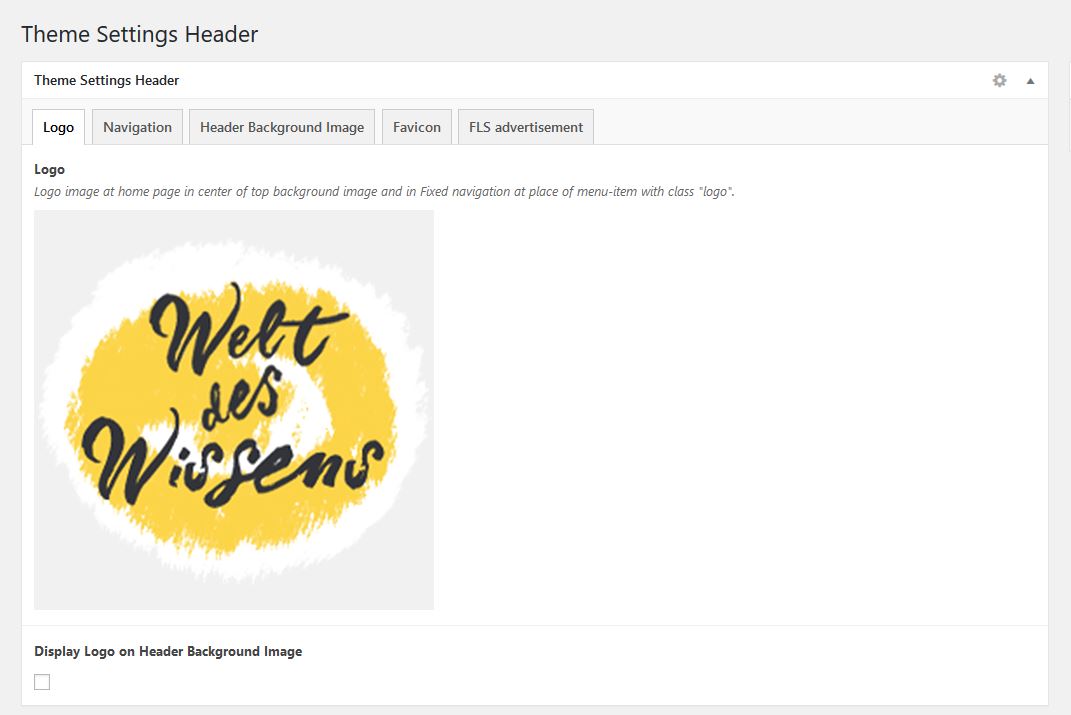 Theme Settings Header
Theme Settings Header
Logo Navigation Header Background Image Favicon FLS advertisement
Logo
Logo image at home page in center of top background image and in Fixed navigation at place of menu-item with class "logo".
Welt
des
Wissens
Display Logo on Header Background Image